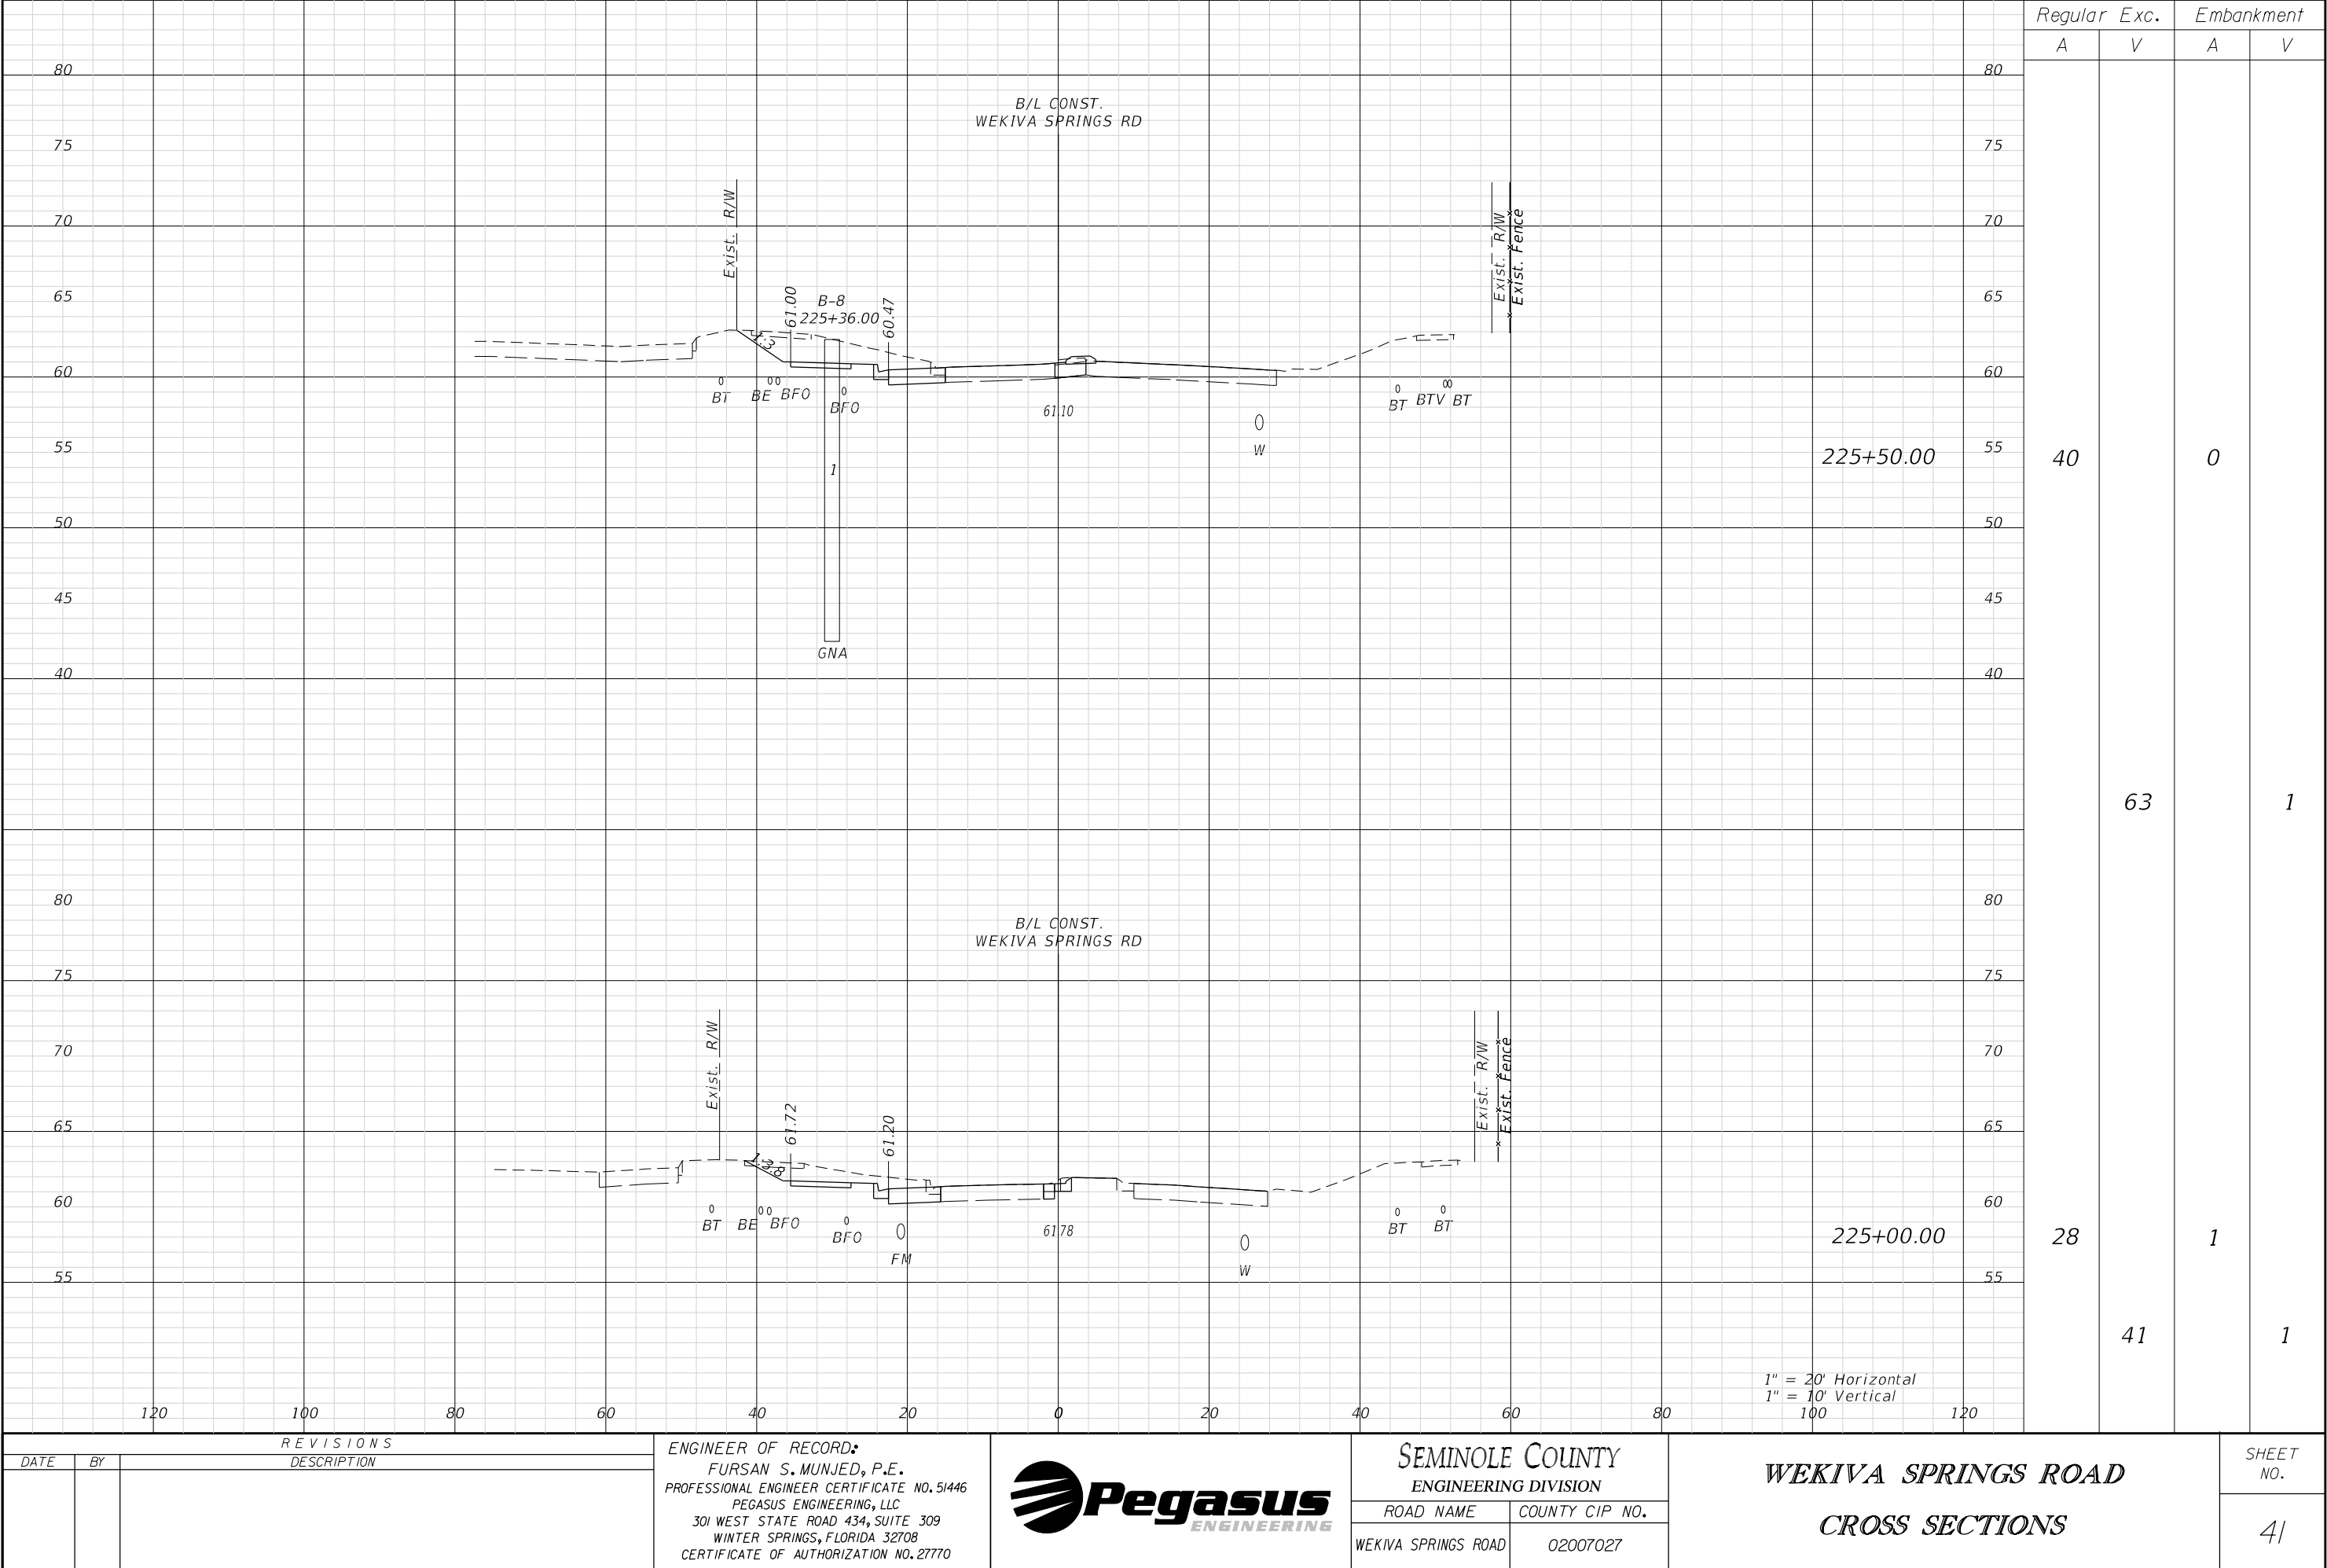 Regular Exc. Embankment
A V A V
80 80
B/L CONST.
WEKIVA SPRINGS RD
75 75
70 70
Exist. R/W
Exist. R/W
Exist. Fence
65 65
61.00
B-8
225+36.00
60.47
1:3
60 60
BT BE BFO BFO
61.10
W
BT BTV BT
55 55
225+50.00 40 0
1
50 50
45 45
GNA
40 40
63 1
80 80
B/L CONST.
WEKIVA SPRINGS RD
75 75
70 70
Exist. R/W
Exist. R/W
Exist. Fence
65 65
61.72
61.20
1:3.8
60 60
BT BE BFO BFO
FM
61.78
W
BT BT
225+00.00 28 1
55 55
41 1
1" = 20' Horizontal
1" = 10' Vertical
120 100 80 60 40 20 0 20 40 60 80 100 120
REVISIONS
DATE BY DESCRIPTION
ENGINEER OF RECORD:
FURSAN S. MUNJED, P.E.
PROFESSIONAL ENGINEER CERTIFICATE NO. 51446
PEGASUS ENGINEERING, LLC
301 WEST STATE ROAD 434, SUITE 309
WINTER SPRINGS, FLORIDA 32708
CERTIFICATE OF AUTHORIZATION NO. 27770
Pegasus
ENGINEERING
SEMINOLE COUNTY
ENGINEERING DIVISION
ROAD NAME COUNTY CIP NO.
WEKIVA SPRINGS ROAD 02007027
WEKIVA SPRINGS ROAD
CROSS SECTIONS
SHEET
NO.
41